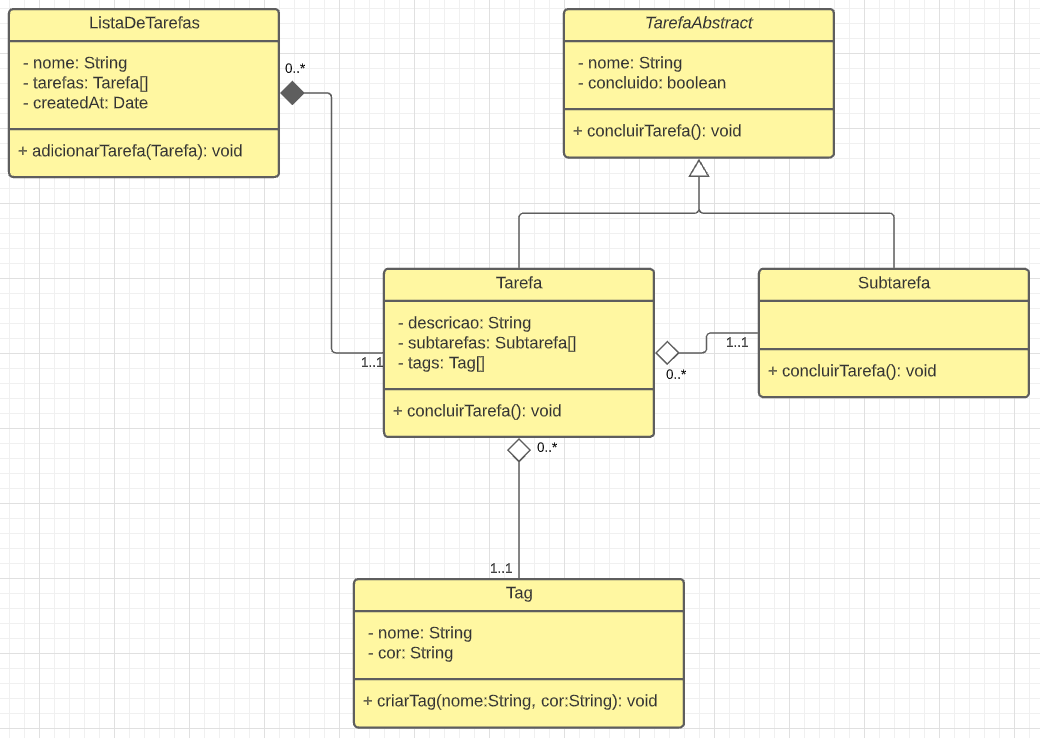 ListaDeTarefas
- nome: String
- tarefas: Tarefa[]
- createdAt: Date
+ adicionarTarefa(Tarefa): void
0..*
1..1
TarefaAbstract
- nome: String
- concluido: boolean
+ concluirTarefa(): void
Tarefa
- descricao: String
- subtarefas: Subtarefa[]
- tags: Tag[]
+ concluirTarefa(): void
0..*
1..1
Subtarefa
+ concluirTarefa(): void
0..*
1..1
Tag
- nome: String
- cor: String
+ criarTag(nome:String, cor:String): void